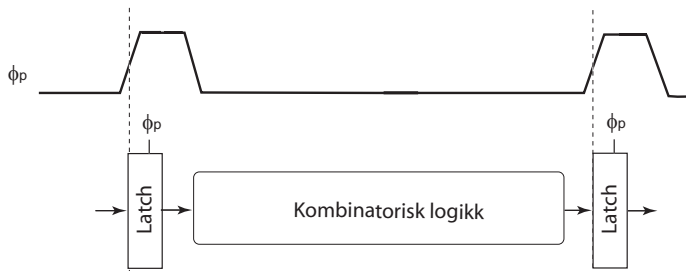 ϕp
ϕp
ϕp
Latch
Kombinatorisk logikk
Latch